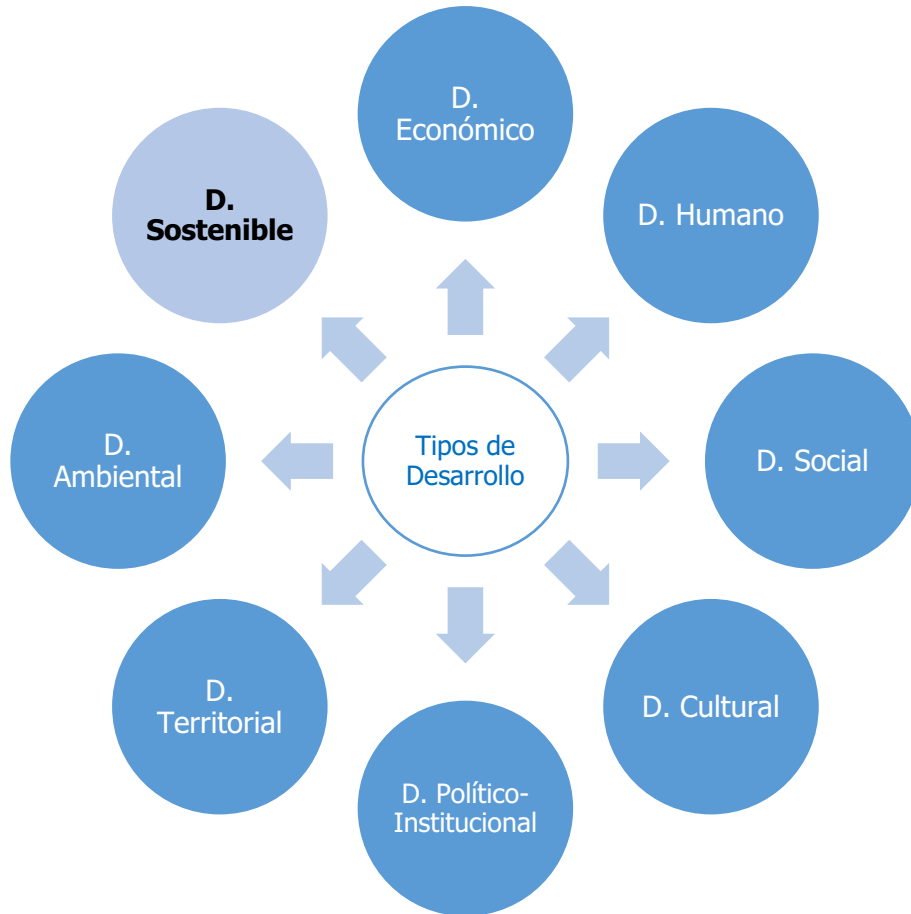 D.
Económico
D. Humano
D. Social
D. Cultural
D. Político-
Institucional
D.
Territorial
D.
Ambiental
D.
Sostenible
Tipos de
Desarrollo